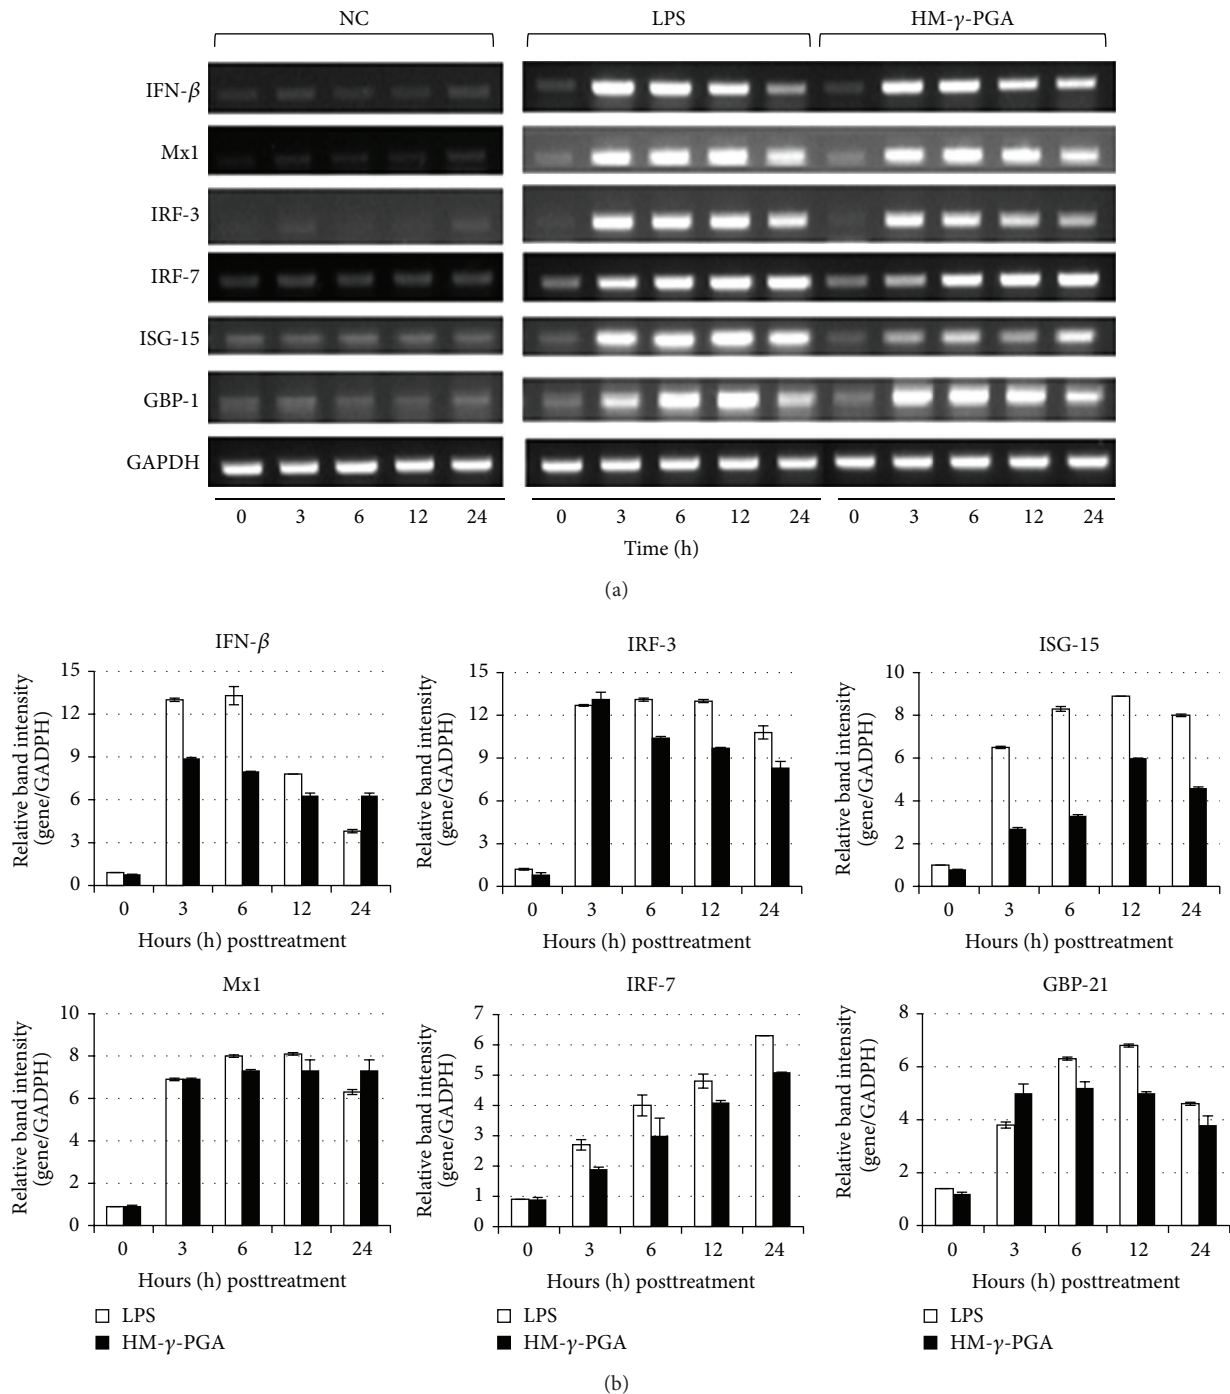 NC LPS HM-γ-PGA
IFN-β
Mx1
IRF-3
IRF-7
ISG-15
GBP-1
GAPDH
0 3 6 12 24 0 3 6 12 24 0 3 6 12 24
Time (h)
(a)
IFN-β
Relative band intensity
(gene/GADPH)
15
12
9
6
3
0
0 3 6 12 24
Hours (h) posttreatment
IRF-3
Relative band intensity
(gene/GADPH)
15
12
9
6
3
0
0 3 6 12 24
Hours (h) posttreatment
ISG-15
Relative band intensity
(gene/GADPH)
10
8
6
4
2
0
0 3 6 12 24
Hours (h) posttreatment
Mx1
Relative band intensity
(gene/GADPH)
10
8
6
4
2
0
0 3 6 12 24
Hours (h) posttreatment
LPS
HM-γ-PGA
IRF-7
Relative band intensity
(gene/GADPH)
7
6
5
4
3
2
1
0
0 3 6 12 24
Hours (h) posttreatment
LPS
HM-γ-PGA
GBP-21
Relative band intensity
(gene/GADPH)
8
6
4
2
0
0 3 6 12 24
Hours (h) posttreatment
LPS
HM-γ-PGA
(b)